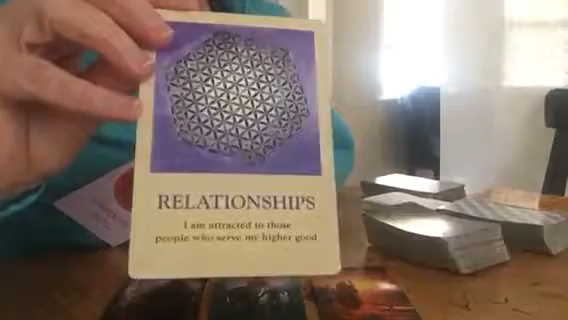 RELATIONSHIPS
I am attracted to those
people who serve my higher good